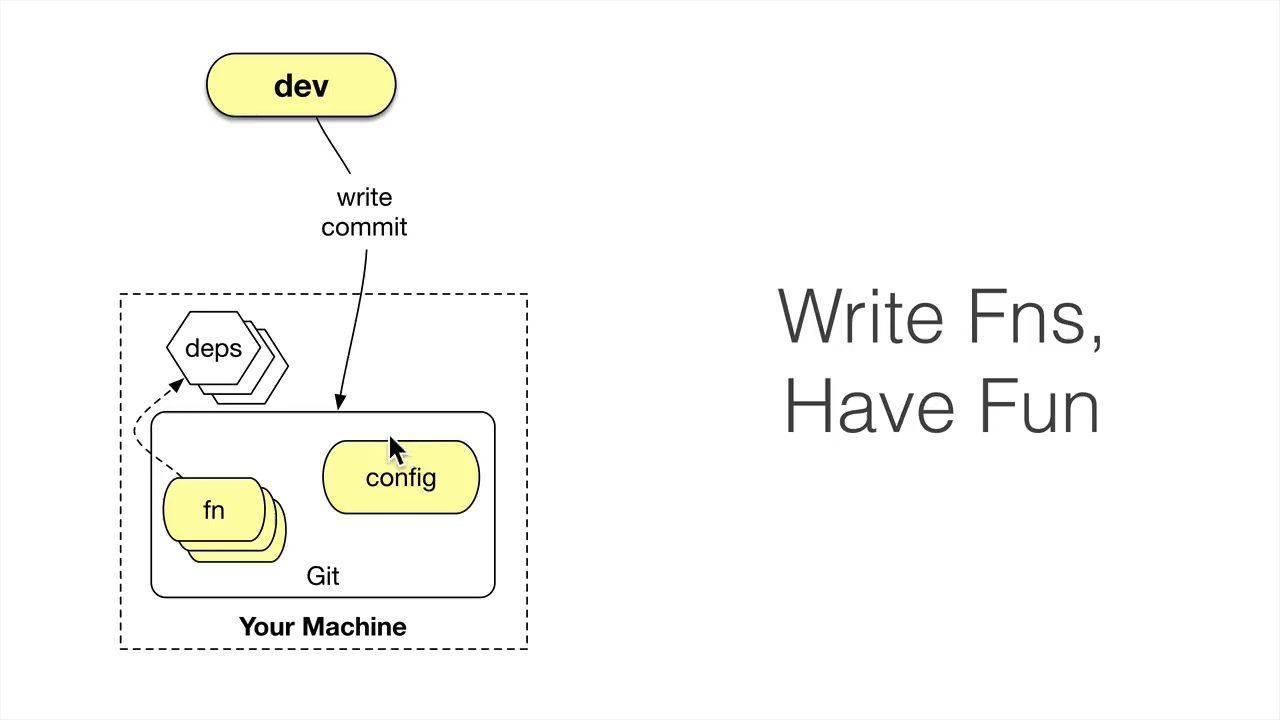 dev
write
commit
deps
config
fn
Git
Your Machine
Write Fns,
Have Fun